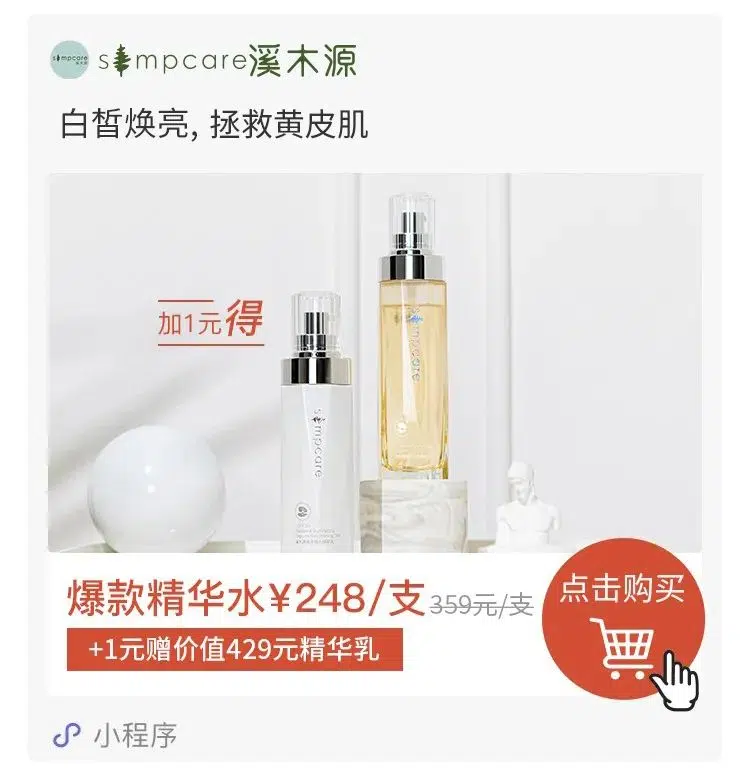 simpcare溪木源
白皙焕亮, 拯救黄皮肌
加1元得
simpcare
simpcare
爆款精华水¥248/支 359元/支
+1元赠价值429元精华乳
点击购买
小程序